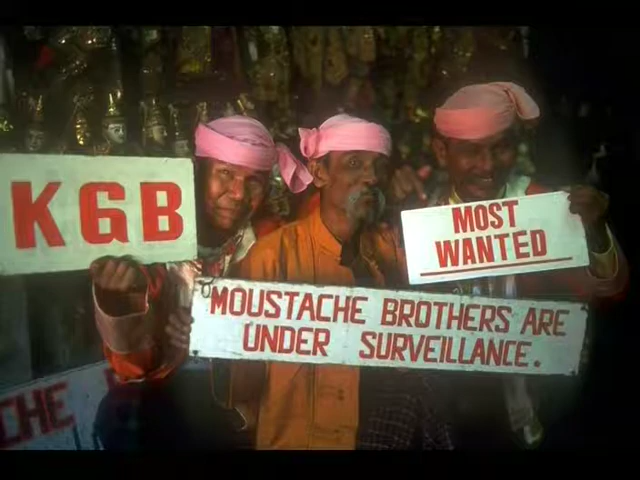 KGB
MOST
WANTED
MOUSTACHE BROTHERS ARE
UNDER SURVEILLANCE.
CHE